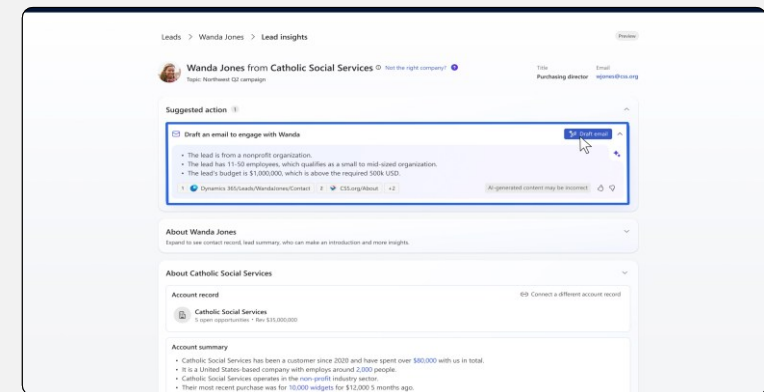 Leads > Wanda Jones > Lead insights
Preview
Wanda Jones from Catholic Social Services Not the right company?
Topic: Northwest Q2 campaign
Title
Purchasing director
Email
wjones@css.org
Suggested action 1
Draft an email to engage with Wanda
Draft email
• The lead is from a nonprofit organization.
• The lead has 11-50 employees, which qualifies as a small to mid-sized organization.
• The lead's budget is $1,000,000, which is above the required 500k USD.
1 Dynamics 365/Leads/WandaJones/Contact 2 CSS.org/About +2
AI-generated content may be incorrect
About Wanda Jones
Expand to see contact record, lead summary, who can make an introduction and more insights.
About Catholic Social Services
Account record
Connect a different account record
Catholic Social Services
5 open opportunities • Rev $35,000,000
Account summary
• Catholic Social Services has been a customer since 2020 and have spent over $80,000 with us in total.
• It is a United States-based company with employs around 2,000 people.
• Catholic Social Services operates in the non-profit industry sector.
• Their most recent purchase was for 10,000 widgets for $12,000 5 months ago.